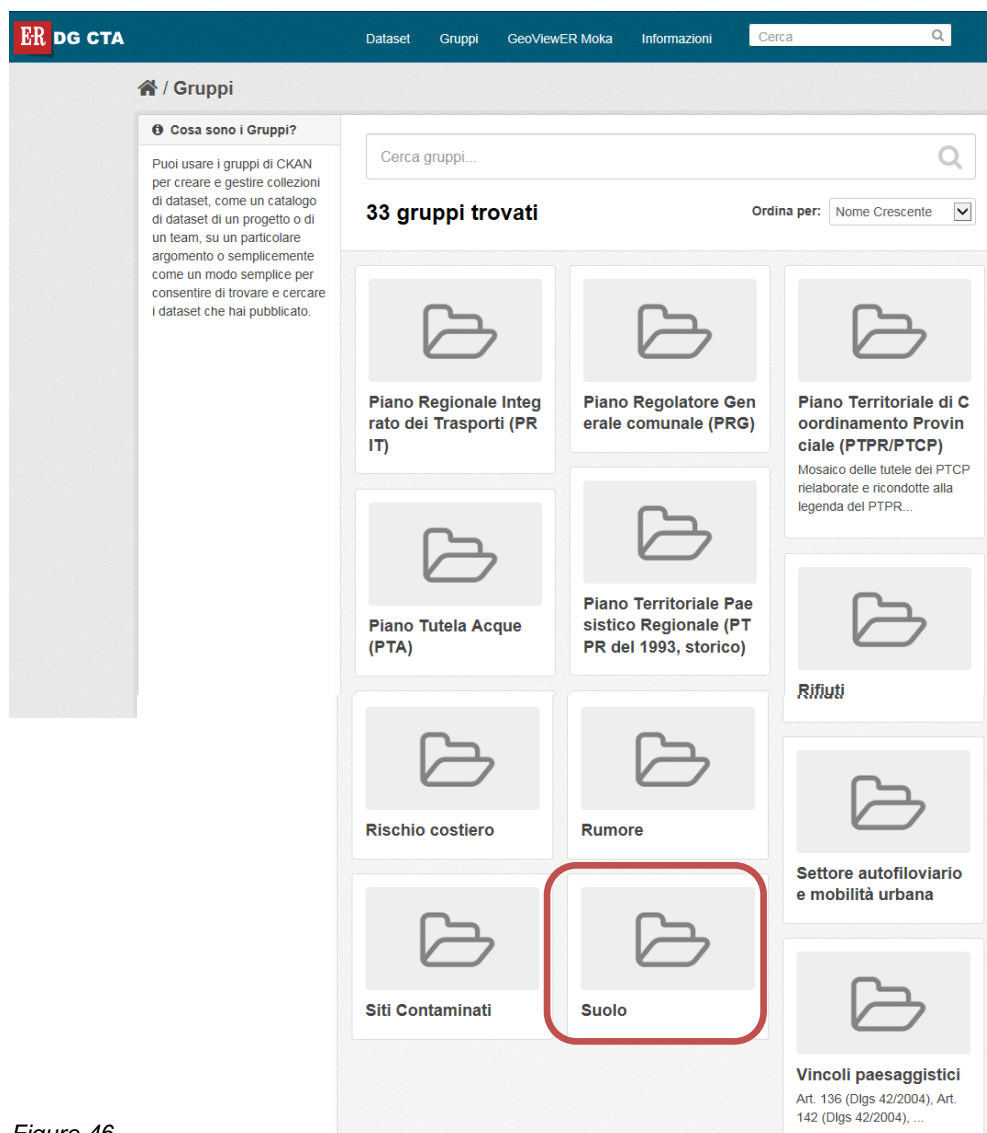 E-R DG CTA
Dataset Gruppi GeoViewER Moka Informazioni Cerca
/ Gruppi
Cosa sono i Gruppi?
Puoi usare i gruppi di CKAN
per creare e gestire collezioni
di dataset, come un catalogo
di dataset di un progetto o di
un team, su un particolare
argomento o semplicemente
come un modo semplice per
consentire di trovare e cercare
i dataset che hai pubblicato.
Cerca gruppi...
33 gruppi trovati
Ordina per: Nome Crescente
Piano Regionale Integ
rato dei Trasporti (PR
IT)
Piano Regolatore Gen
erale comunale (PRG)
Piano Territoriale di C
oordinamento Provin
ciale (PTPR/PTCP)
Mosaico delle tutele dei PTCP
rielaborate e ricondotte alla
legenda del PTPR...
Piano Tutela Acque
(PTA)
Piano Territoriale Pae
sistico Regionale (PT
PR del 1993, storico)
Rifiuti
Rischio costiero
Rumore
Settore autofiloviario
e mobilità urbana
Siti Contaminati
Suolo
Vincoli paesaggistici
Art. 136 (Dlgs 42/2004), Art.
142 (Dlgs 42/2004), ...
Figure 46